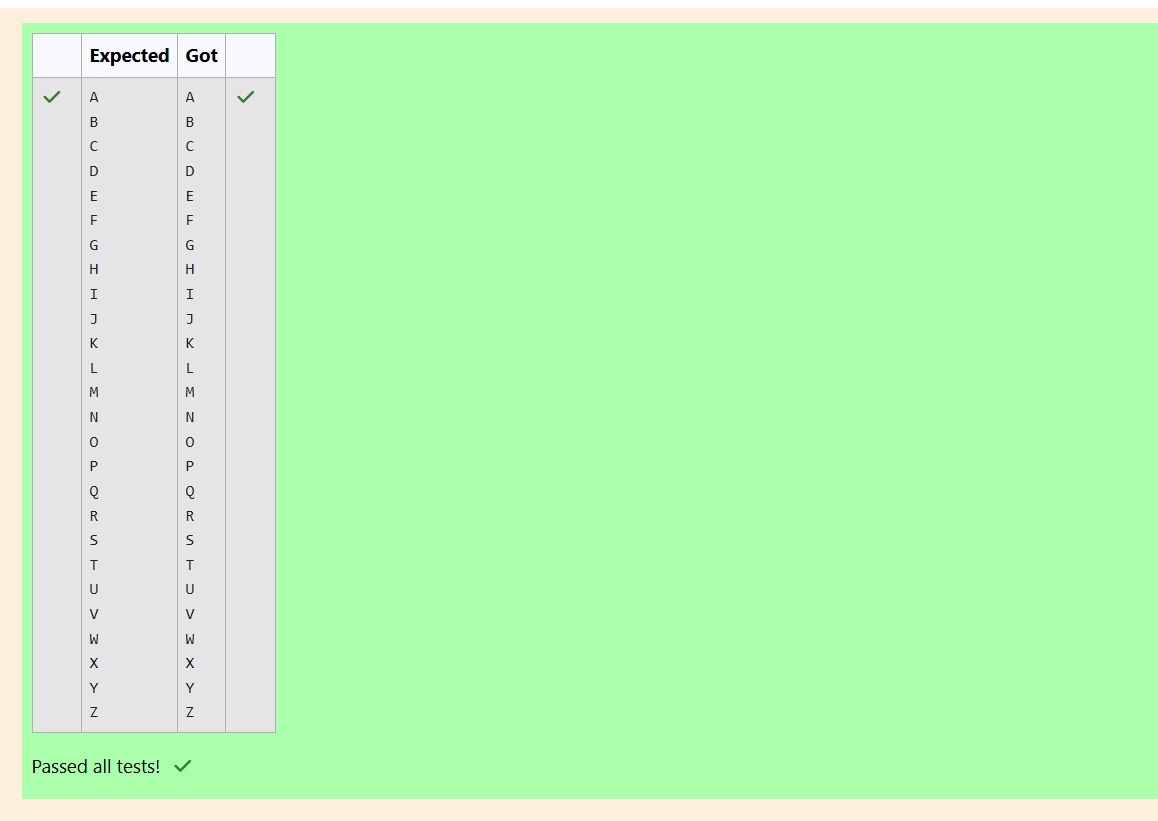 Expected Got
A A
B B
C C
D D
E E
F F
G G
H H
I I
J J
K K
L L
M M
N N
O O
P P
Q Q
R R
S S
T T
U U
V V
W W
X X
Y Y
Z Z
Passed all tests!